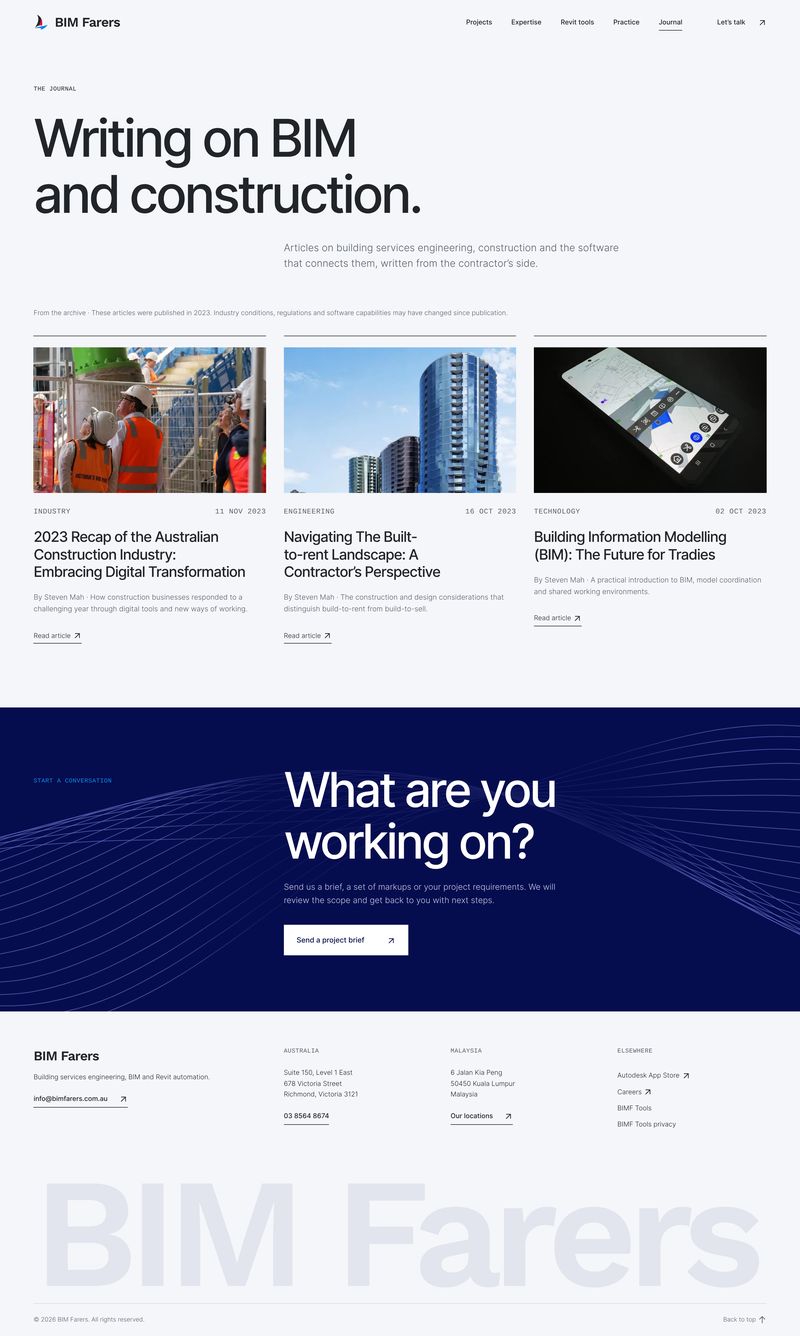 BIM Farers
Projects Expertise Revit tools Practice Journal Let's talk
THE JOURNAL
Writing on BIM
and construction.
Articles on building services engineering, construction and the software
that connects them, written from the contractor's side.
From the archive · These articles were published in 2023. Industry conditions, regulations and software capabilities may have changed since publication.
INDUSTRY 11 NOV 2023
2023 Recap of the Australian
Construction Industry:
Embracing Digital Transformation
By Steven Mah · How construction businesses responded to a
challenging year through digital tools and new ways of working.
Read article
ENGINEERING 16 OCT 2023
Navigating The Built-
to-rent Landscape: A
Contractor's Perspective
By Steven Mah · The construction and design considerations that
distinguish build-to-rent from build-to-sell.
Read article
TECHNOLOGY 02 OCT 2023
Building Information Modelling
(BIM): The Future for Tradies
By Steven Mah · A practical introduction to BIM, model coordination
and shared working environments.
Read article
START A CONVERSATION
What are you
working on?
Send us a brief, a set of markups or your project requirements. We will
review the scope and get back to you with next steps.
Send a project brief
BIM Farers
Building services engineering, BIM and Revit automation.
info@bimfarers.com.au
AUSTRALIA
Suite 150, Level 1 East
678 Victoria Street
Richmond, Victoria 3121
03 8564 8674
MALAYSIA
6 Jalan Kia Peng
50450 Kuala Lumpur
Malaysia
Our locations
ELSEWHERE
Autodesk App Store
Careers
BIMF Tools
BIMF Tools privacy
BIM Farers
© 2026 BIM Farers. All rights reserved.
Back to top